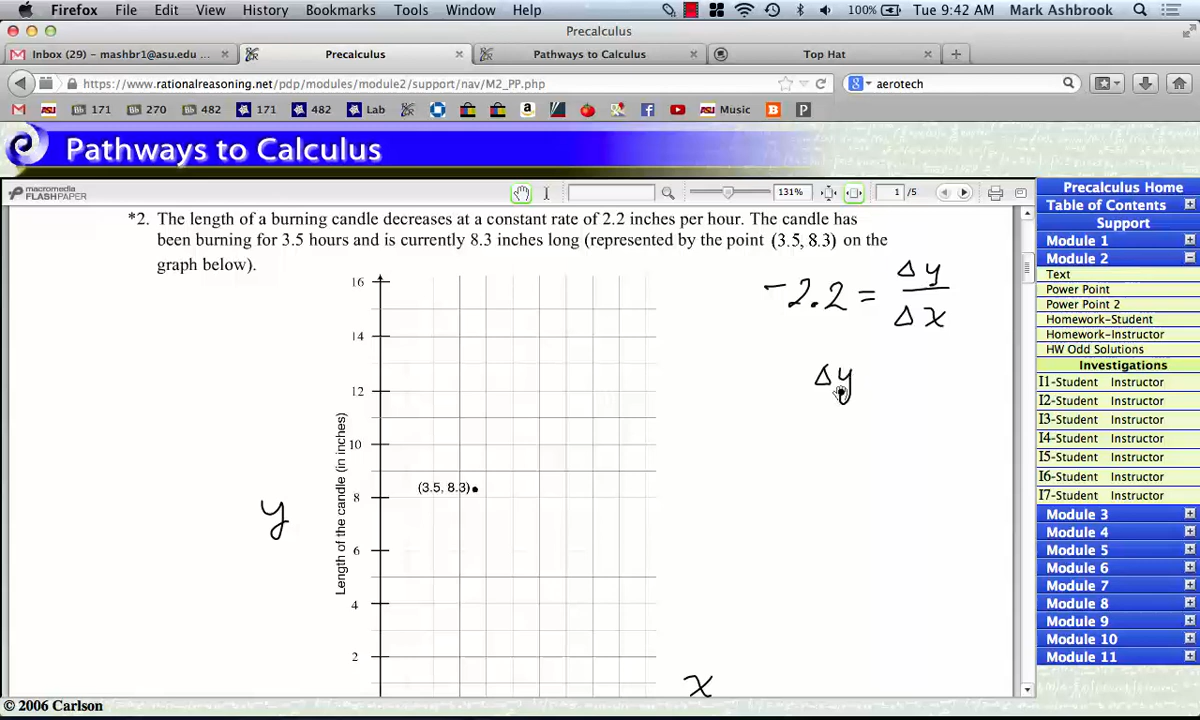 Firefox File Edit View History Bookmarks Tools Window Help 100% Tue 9:42 AM Mark Ashbrook
Precalculus
Inbox (29) – mashbr1@asu.edu ... Precalculus Pathways to Calculus Top Hat
https://www.rationalreasoning.net/pdp/modules/module2/support/nav/M2_PP.php aerotech
171 270 482 171 482 Lab Music
Pathways to Calculus
macromedia
FLASHPAPER
131%
1 /5
*2. The length of a burning candle decreases at a constant rate of 2.2 inches per hour. The candle has
been burning for 3.5 hours and is currently 8.3 inches long (represented by the point (3.5, 8.3) on the
graph below).
-2.2 = Δy/Δx
Δy
16
14
12
10
8
6
4
2
Length of the candle (in inches)
(3.5, 8.3)
y
x
Precalculus Home
Table of Contents
Support
Module 1
Module 2
Text
Power Point
Power Point 2
Homework-Student
Homework-Instructor
HW Odd Solutions
Investigations
I1-Student Instructor
I2-Student Instructor
I3-Student Instructor
I4-Student Instructor
I5-Student Instructor
I6-Student Instructor
I7-Student Instructor
Module 3
Module 4
Module 5
Module 6
Module 7
Module 8
Module 9
Module 10
Module 11
© 2006 Carlson